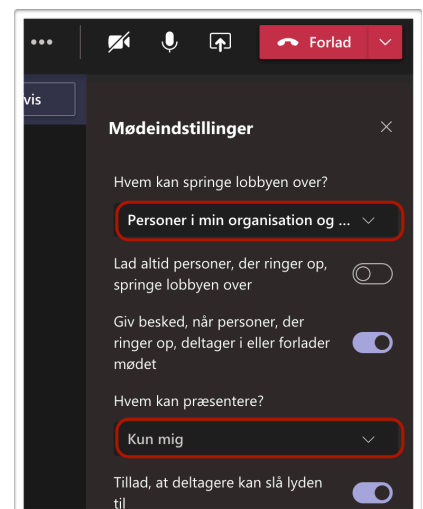 Forlad
vis
Mødeindstillinger
Hvem kan springe lobbyen over?
Personer i min organisation og ...
Lad altid personer, der ringer op,
springe lobbyen over
Giv besked, når personer, der
ringer op, deltager i eller forlader
mødet
Hvem kan præsentere?
Kun mig
Tillad, at deltagere kan slå lyden
til